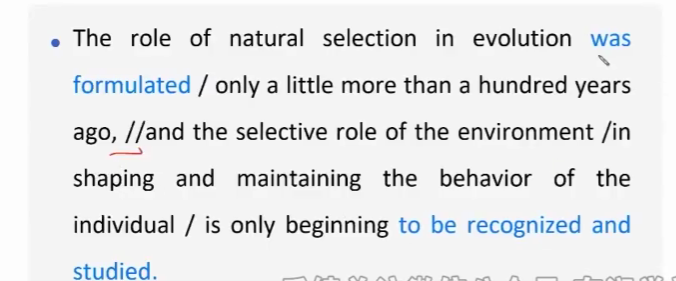 • The role of natural selection in evolution was
formulated / only a little more than a hundred years
ago, //and the selective role of the environment /in
shaping and maintaining the behavior of the
individual / is only beginning to be recognized and
studied.